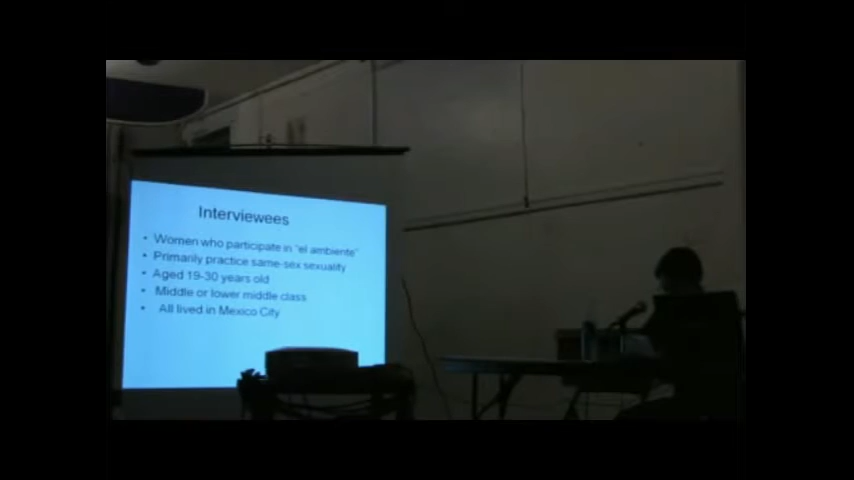 Interviewees
• Women who participate in "el ambiente"
• Primarily practice same-sex sexuality
• Aged 19-30 years old
• Middle or lower middle class
• All lived in Mexico City